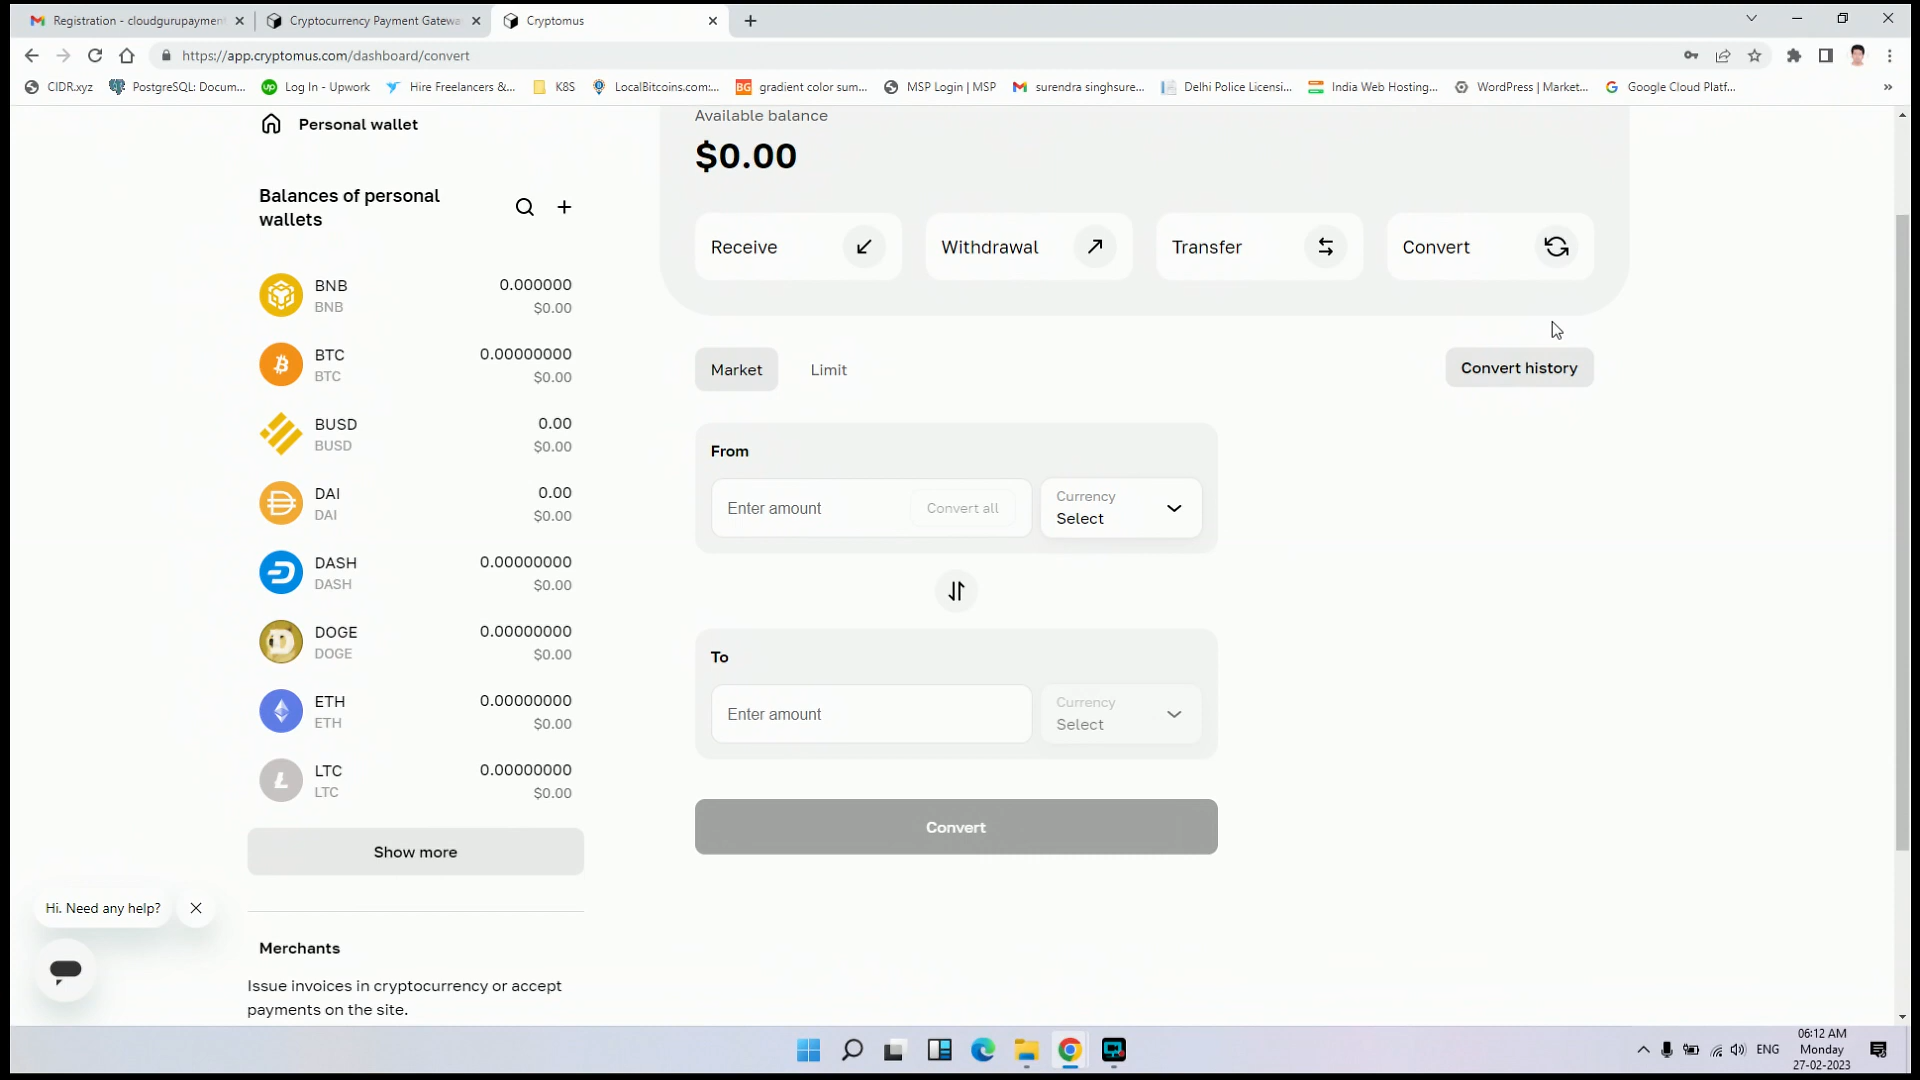 Registration - cloudgurupaymen
Cryptocurrency Payment Gatewa
Cryptomus
https://app.cryptomus.com/dashboard/convert
CIDR.xyz
PostgreSQL: Docum...
Log In - Upwork
Hire Freelancers &...
K8S
LocalBitcoins.com:...
BG gradient color sum...
MSP Login | MSP
surendra singhsure...
Delhi Police Licensi...
India Web Hosting...
WordPress | Market...
Google Cloud Platf...
Personal wallet
Available balance
$0.00
Balances of personal
wallets
Receive
Withdrawal
Transfer
Convert
BNB 0.000000
BNB $0.00
BTC 0.00000000
BTC $0.00
BUSD 0.00
BUSD $0.00
DAI 0.00
DAI $0.00
DASH 0.00000000
DASH $0.00
DOGE 0.00000000
DOGE $0.00
ETH 0.00000000
ETH $0.00
LTC 0.00000000
LTC $0.00
Show more
Market Limit
Convert history
From
Enter amount
Convert all
Currency
Select
To
Enter amount
Currency
Select
Convert
Hi. Need any help?
Merchants
Issue invoices in cryptocurrency or accept
payments on the site.
ENG
06:12 AM
Monday
27-02-2023